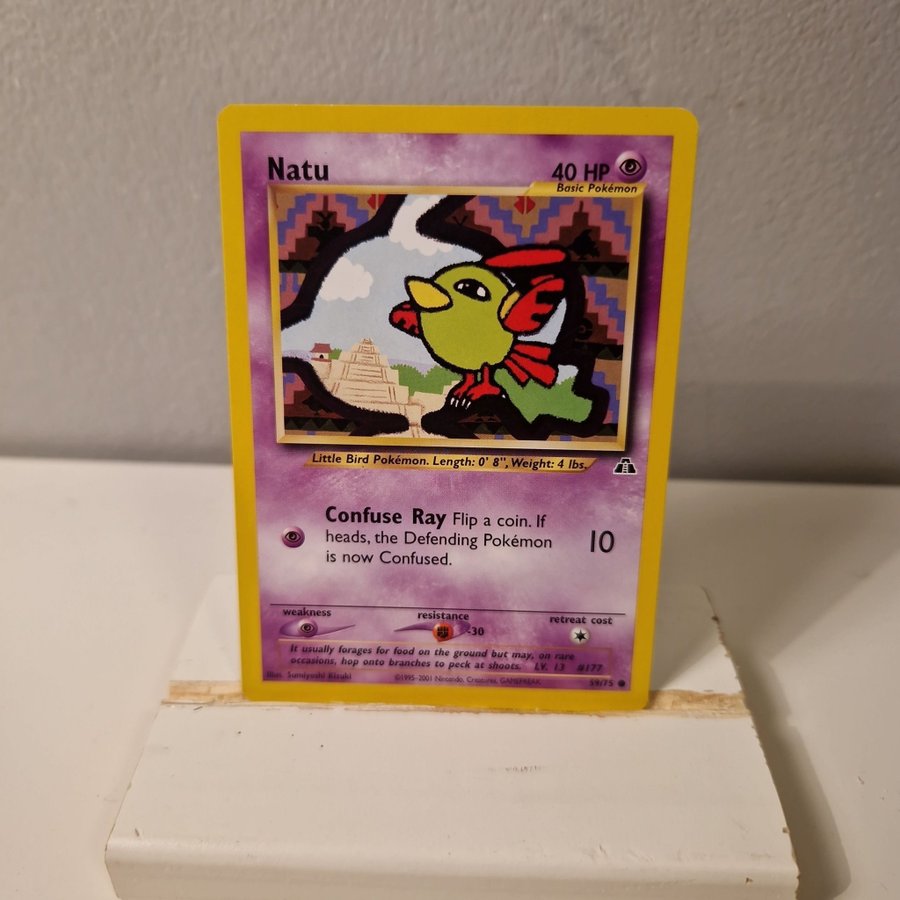 Natu
40 HP
Basic Pokémon
Little Bird Pokémon. Length: 0' 8", Weight: 4 lbs.
Confuse Ray Flip a coin. If
heads, the Defending Pokémon
is now Confused.
10
weakness
resistance
retreat cost
-30
It usually forages for food on the ground but may, on rare
occasions, hop onto branches to peck at shoots. LV. 13 #177
Illus. Sumiyoshi Kizuki
©1995-2001 Nintendo, Creatures, GAMEFREAK
59/75